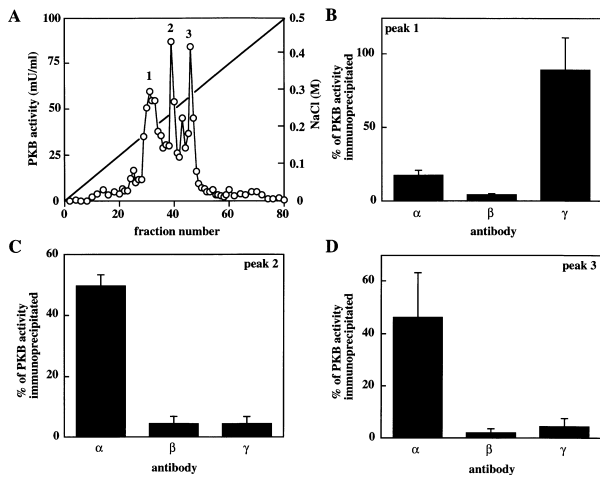 A
PKB activity (mU/ml)
100
75
50
25
0
1
2
3
0.5
0.4
0.3
0.2
0.1
0
NaCl (M)
0
20
40
60
80
fraction number
B
peak 1
% of PKB activity
immunoprecipitated
100
50
0
α
β
γ
antibody
C
peak 2
% of PKB activity
immunoprecipitated
60
40
20
0
α
β
γ
antibody
D
peak 3
% of PKB activity
immunoprecipitated
60
40
20
0
α
β
γ
antibody